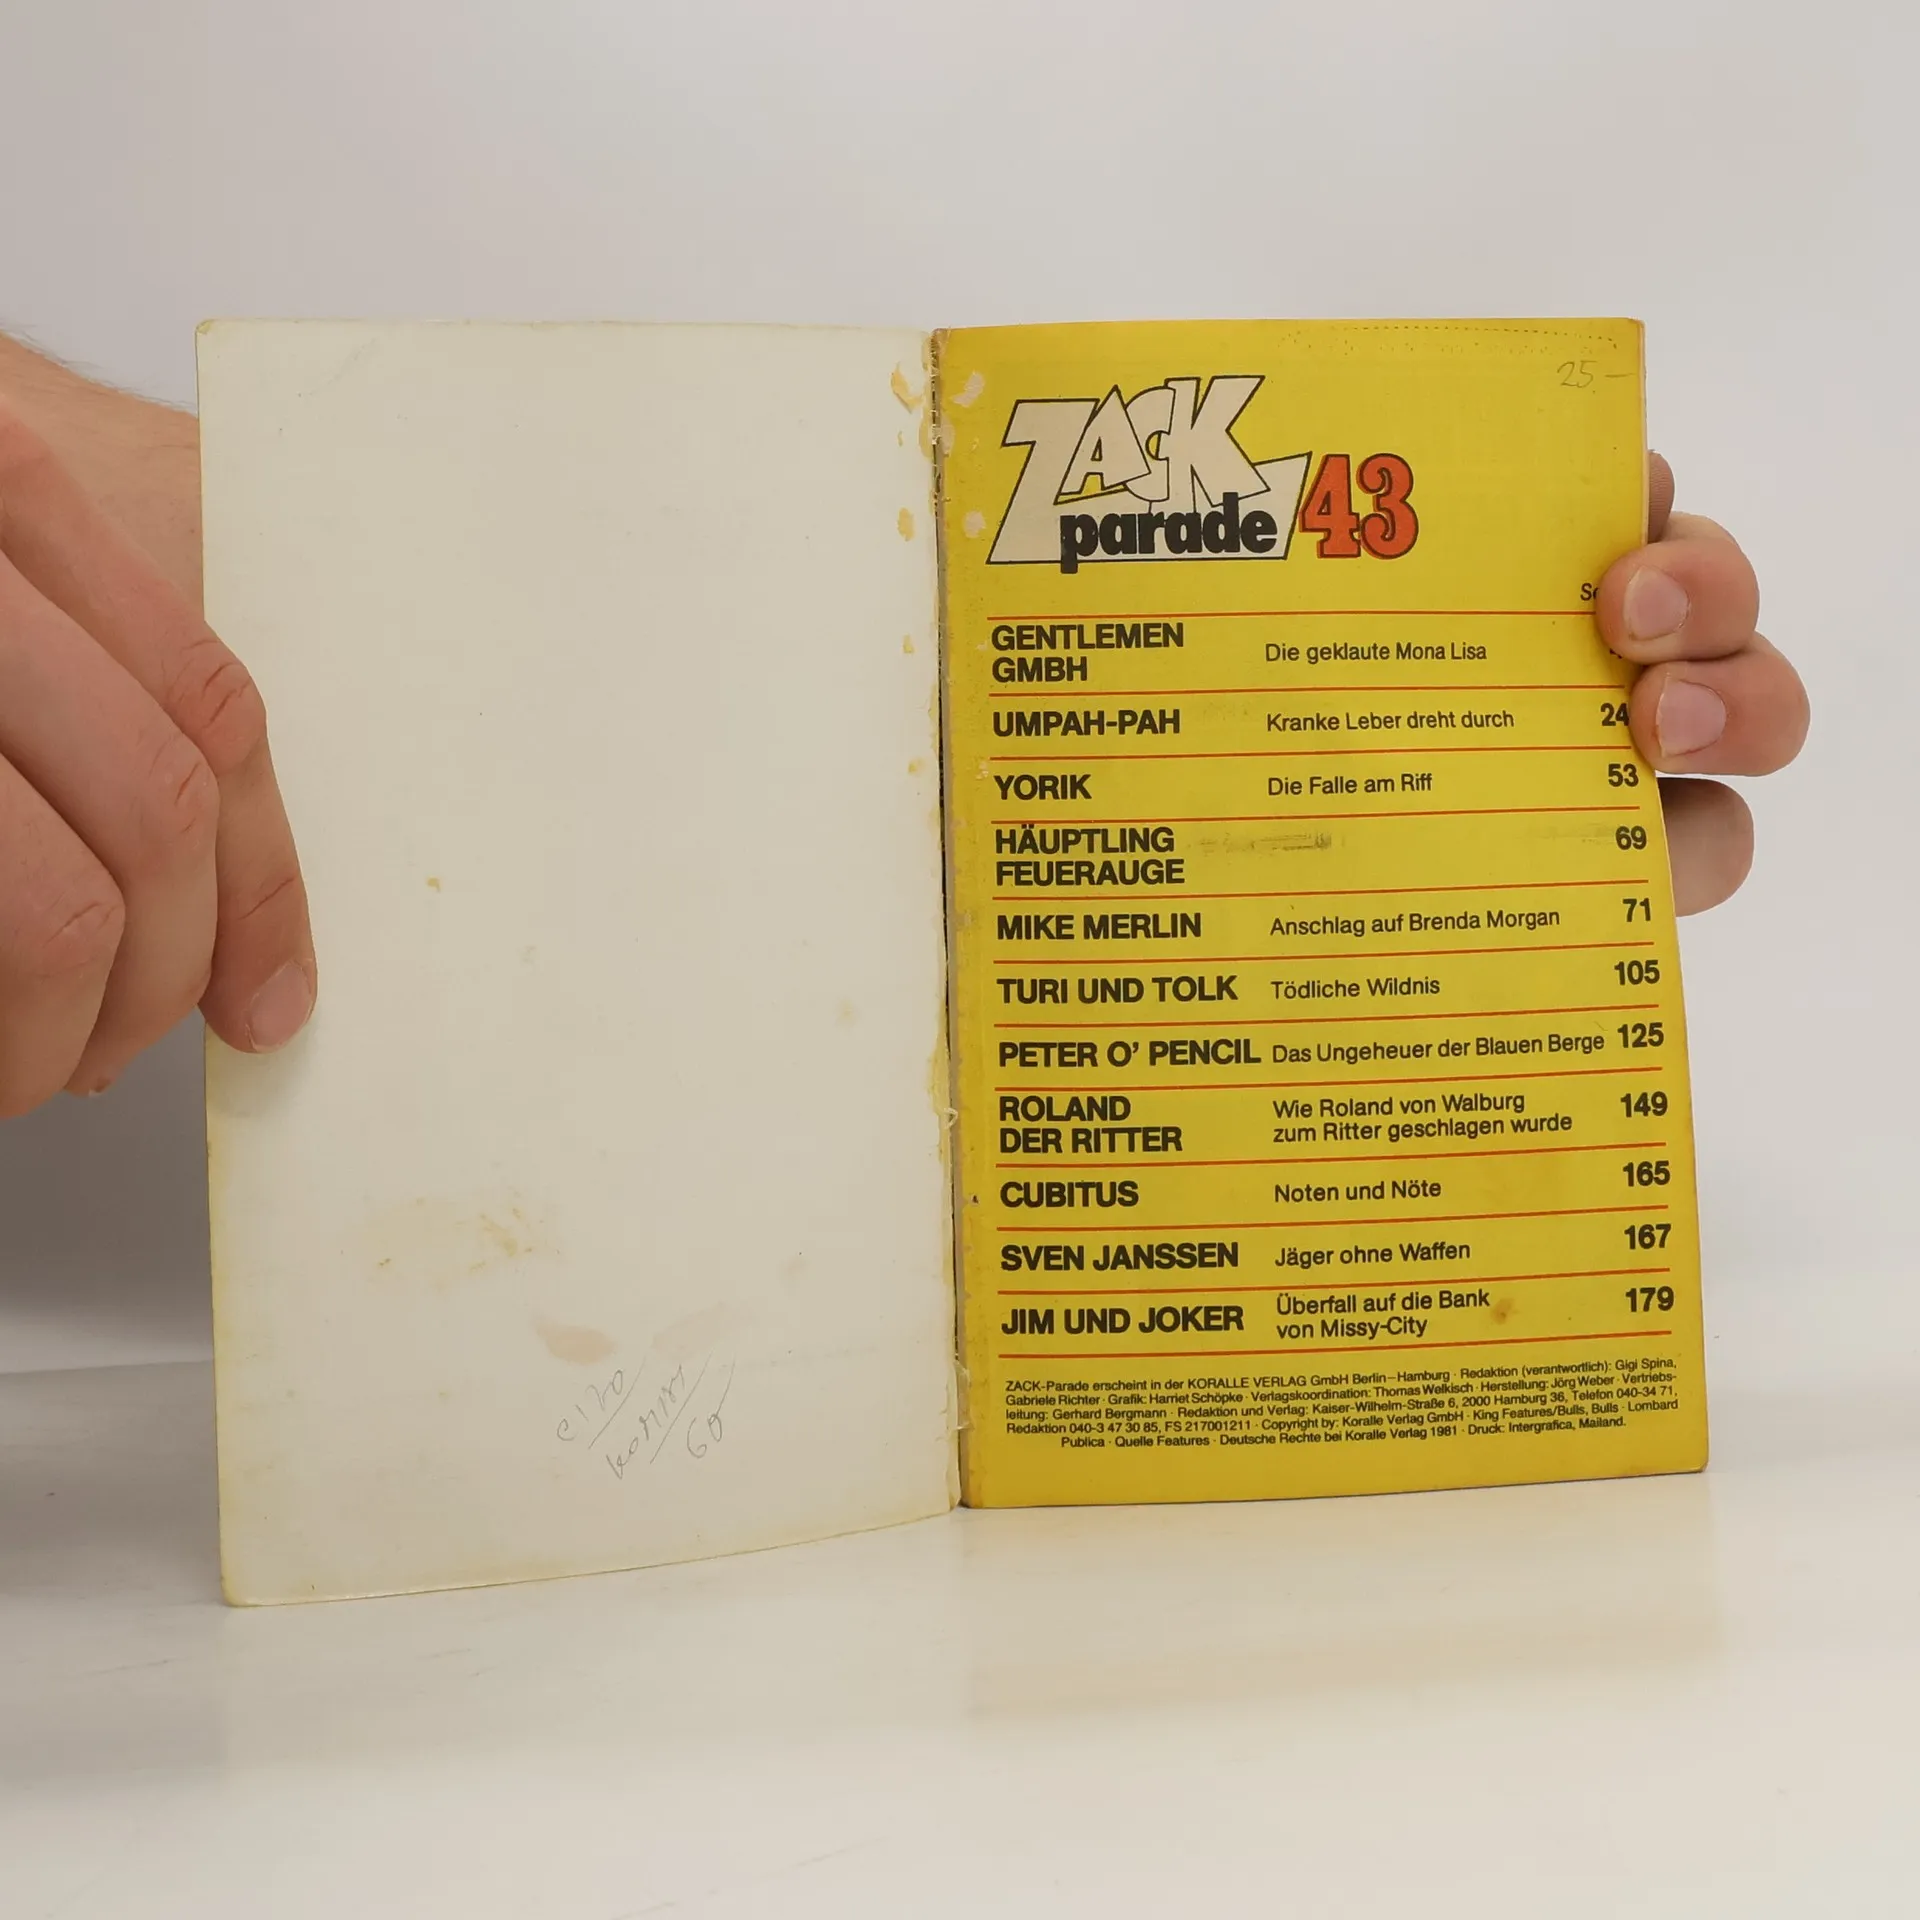 25 –
ZACK
parade 43
GENTLEMEN
GMBH
Die geklaute Mona Lisa
UMPAH-PAH Kranke Leber dreht durch 24
YORIK Die Falle am Riff 53
HÄUPTLING
FEUERAUGE
69
MIKE MERLIN Anschlag auf Brenda Morgan 71
TURI UND TOLK Tödliche Wildnis 105
PETER O' PENCIL Das Ungeheuer der Blauen Berge 125
ROLAND
DER RITTER
Wie Roland von Walburg
zum Ritter geschlagen wurde
149
CUBITUS Noten und Nöte 165
SVEN JANSSEN Jäger ohne Waffen 167
JIM UND JOKER
Überfall auf die Bank
von Missy-City
179
ZACK-Parade erscheint in der KORALLE VERLAG GmbH Berlin–Hamburg · Redaktion (verantwortlich): Gigi Spina,
Gabriele Richter · Grafik: Harriet Schöpke · Verlagskoordination: Thomas Welkisch · Herstellung: Jörg Weber · Vertriebs-
leitung: Gerhard Bergmann · Redaktion und Verlag: Kaiser-Wilhelm-Straße 6, 2000 Hamburg 36, Telefon 040-34 71,
Redaktion 040-3 47 30 85, FS 217001211 · Copyright by: Koralle Verlag GmbH · King Features/Bulls, Bulls · Lombard
Publica · Quelle Features · Deutsche Rechte bei Koralle Verlag 1981 · Druck: Intergrafica, Mailand.
60